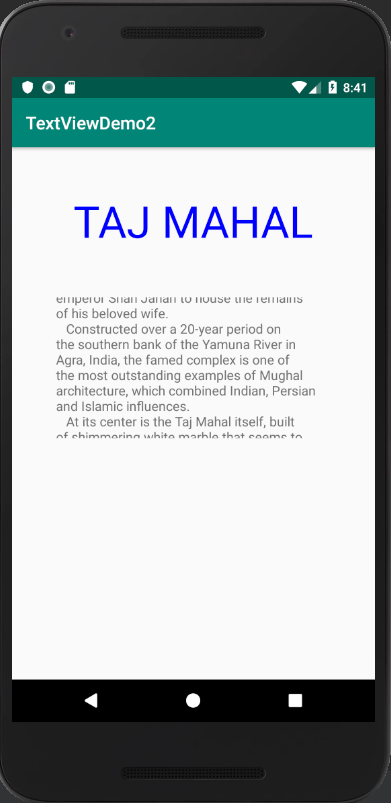 8:41
TextViewDemo2
TAJ MAHAL
emperor Shah Jahan to house the remains
of his beloved wife.
Constructed over a 20-year period on
the southern bank of the Yamuna River in
Agra, India, the famed complex is one of
the most outstanding examples of Mughal
architecture, which combined Indian, Persian
and Islamic influences.
At its center is the Taj Mahal itself, built
of shimmering white marble that seems to